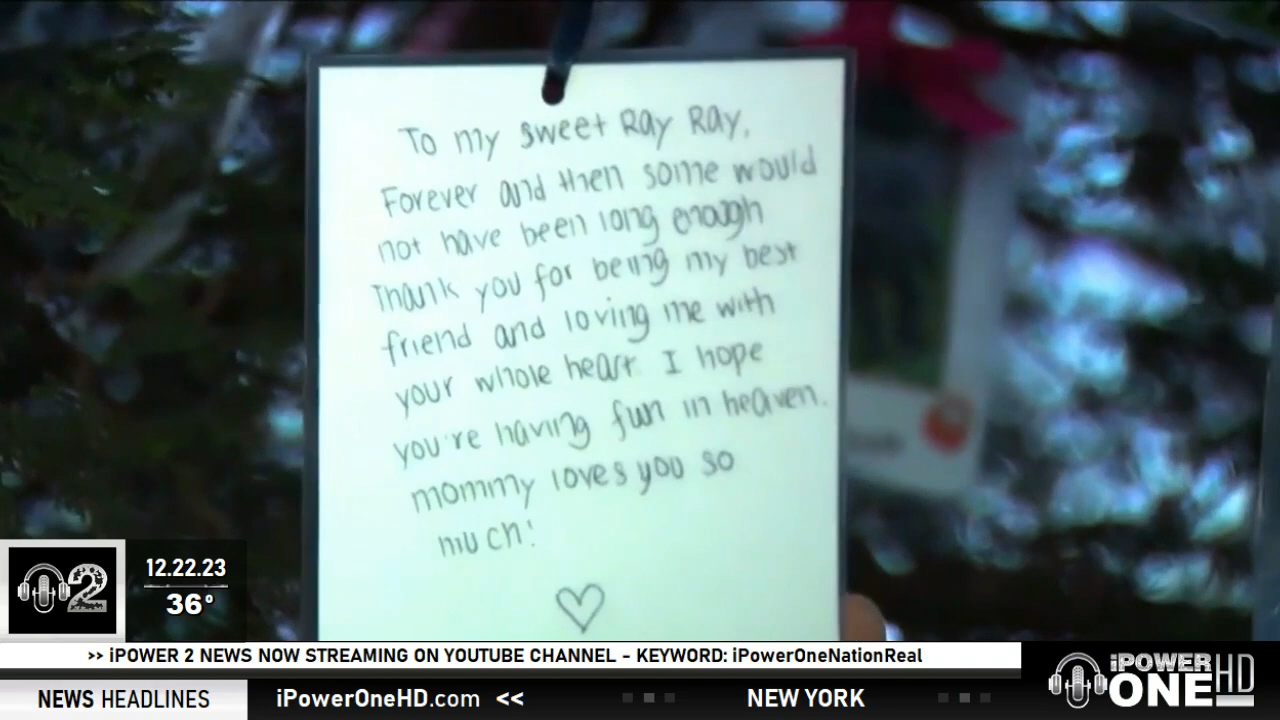 To my sweet Ray Ray,
Forever and then some would
not have been long enough
Thank you for being my best
friend and loving me with
your whole heart I hope
you're having fun in heaven.
mommy loves you so
much!
2
12.22.23
36°
>> iPOWER 2 NEWS NOW STREAMING ON YOUTUBE CHANNEL - KEYWORD: iPowerOneNationReal
NEWS HEADLINES
iPowerOneHD.com <<
NEW YORK
iPOWER
ONE HD